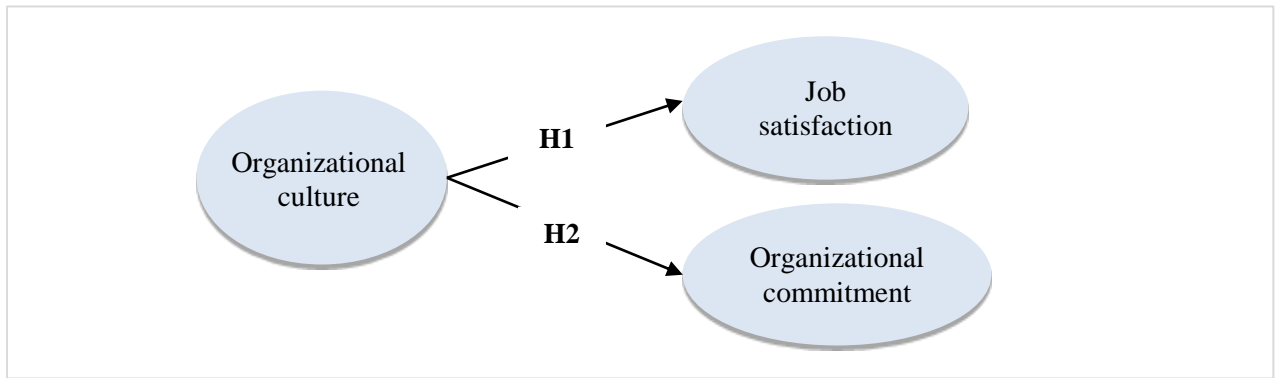 Organizational
culture
H1
H2
Job
satisfaction
Organizational
commitment